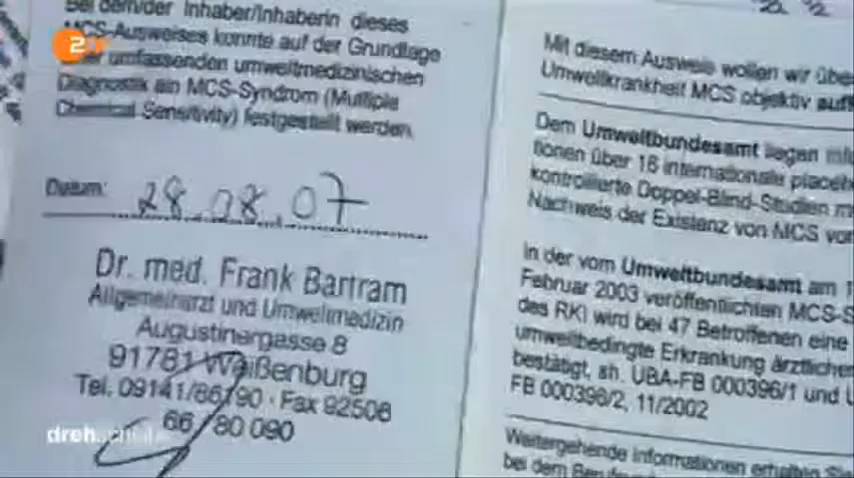 Bei dem/der Inhaber/Inhaberin dieses
MCS-Ausweises konnte auf der Grundlage
umfassenden umweltmedizinischen
Diagnostik ein MCS-Syndrom (Multiple
Chemical Sensitivity) festgestellt werden.
Datum: 28.08.07
Dr. med. Frank Bartram
Allgemeinarzt und Umweltmedizin
Augustinergasse 8
91781 Weißenburg
Tel. 09141/86190 · Fax 92506
66/80 090
Mit diesem Ausweis wollen wir
Umweltkrankheit MCS objektiv
Dem Umweltbundesamt liegen
tionen über 16 internationale
kontrollierte Doppel-Blind-Studien
Nachweis der Existenz von MCS
In der vom Umweltbundesamt am
Februar 2003 veröffentlichten
des RKI wird bei 47 Betroffenen eine
umweltbedingte Erkrankung
bestätigt, sh. UBA-FB 000396/1 und
FB 000396/2, 11/2002
Weitergehende Informationen erhalten
bei dem
2
drehscheibe